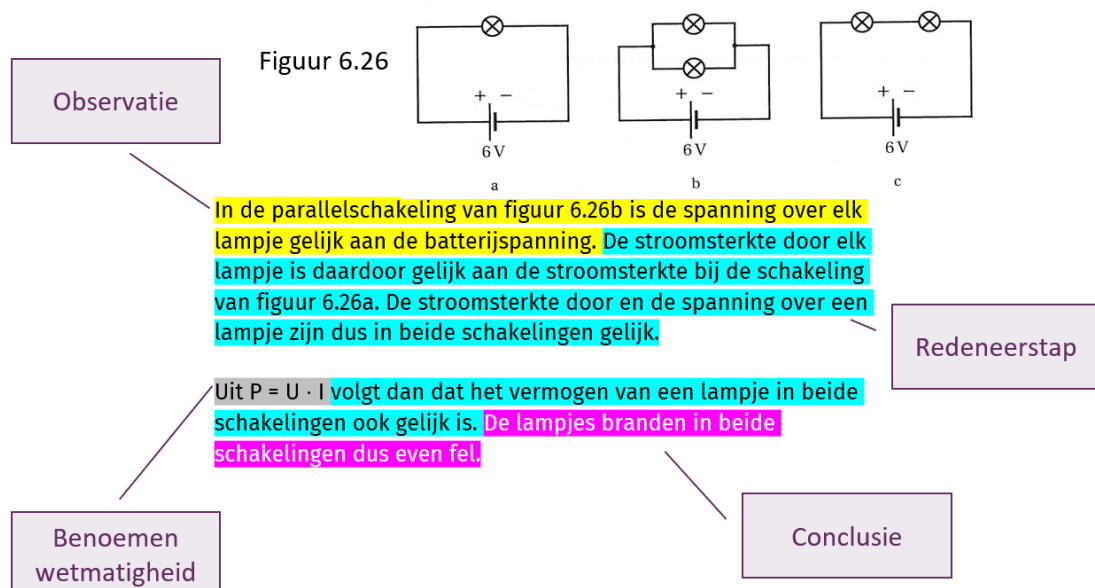 Figuur 6.26
+ −
6 V
a
+ −
6 V
b
+ −
6 V
c
Observatie
In de parallelschakeling van figuur 6.26b is de spanning over elk
lampje gelijk aan de batterijspanning. De stroomsterkte door elk
lampje is daardoor gelijk aan de stroomsterkte bij de schakeling
van figuur 6.26a. De stroomsterkte door en de spanning over een
lampje zijn dus in beide schakelingen gelijk.
Redeneerstap
Uit P = U · I volgt dan dat het vermogen van een lampje in beide
schakelingen ook gelijk is. De lampjes branden in beide
schakelingen dus even fel.
Benoemen
wetmatigheid
Conclusie